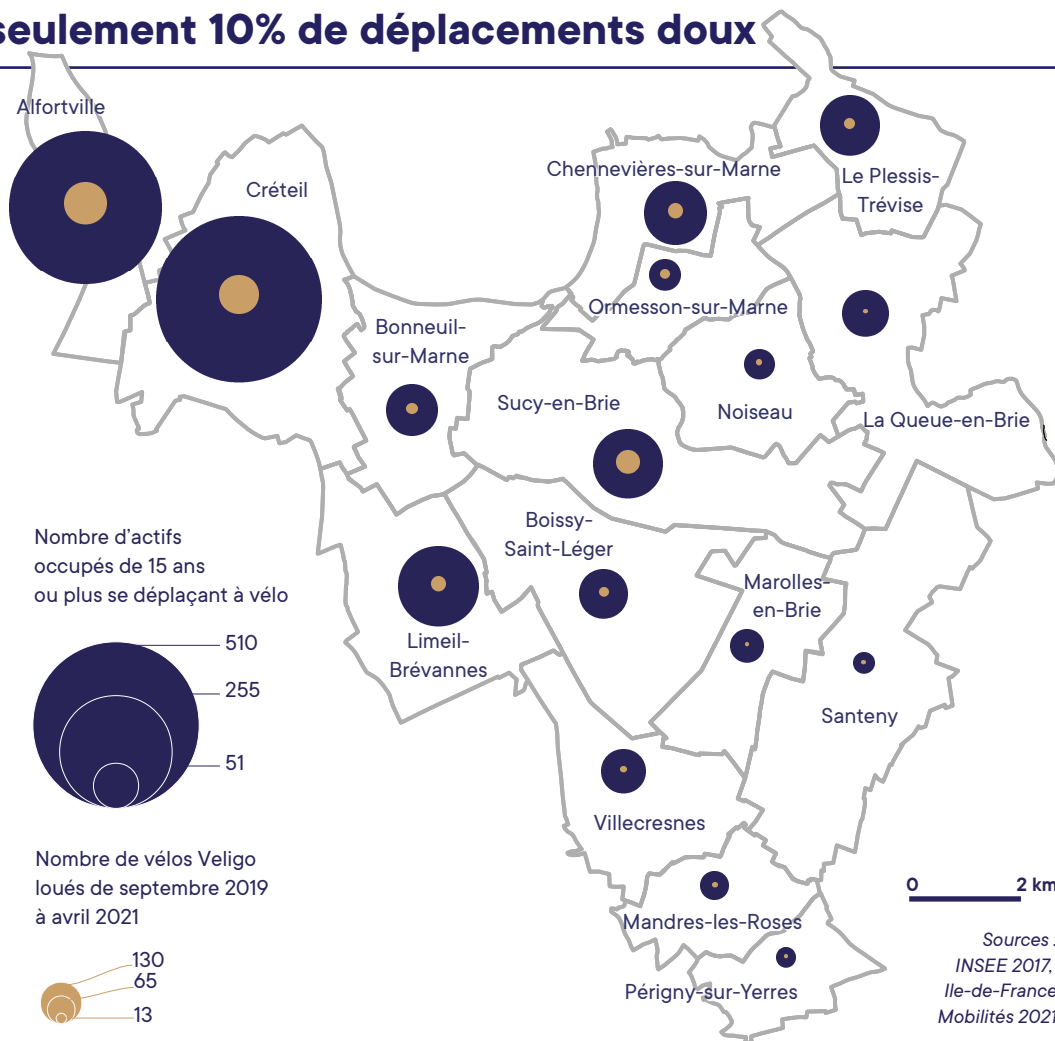 seulement 10% de déplacements doux
Alfortville
Créteil
Chennevières-sur-Marne
Le Plessis-
Trévise
Ormesson-sur-Marne
Bonneuil-
sur-Marne
Sucy-en-Brie
Noiseau
La Queue-en-Brie
Boissy-
Saint-Léger
Marolles-
en-Brie
Limeil-
Brévannes
Santeny
Villecresnes
Mandres-les-Roses
Périgny-sur-Yerres
Nombre d'actifs
occupés de 15 ans
ou plus se déplaçant à vélo
510
255
51
Nombre de vélos Veligo
loués de septembre 2019
à avril 2021
130
65
13
0 2 km
Sources :
INSEE 2017,
Ile-de-France
Mobilités 2021